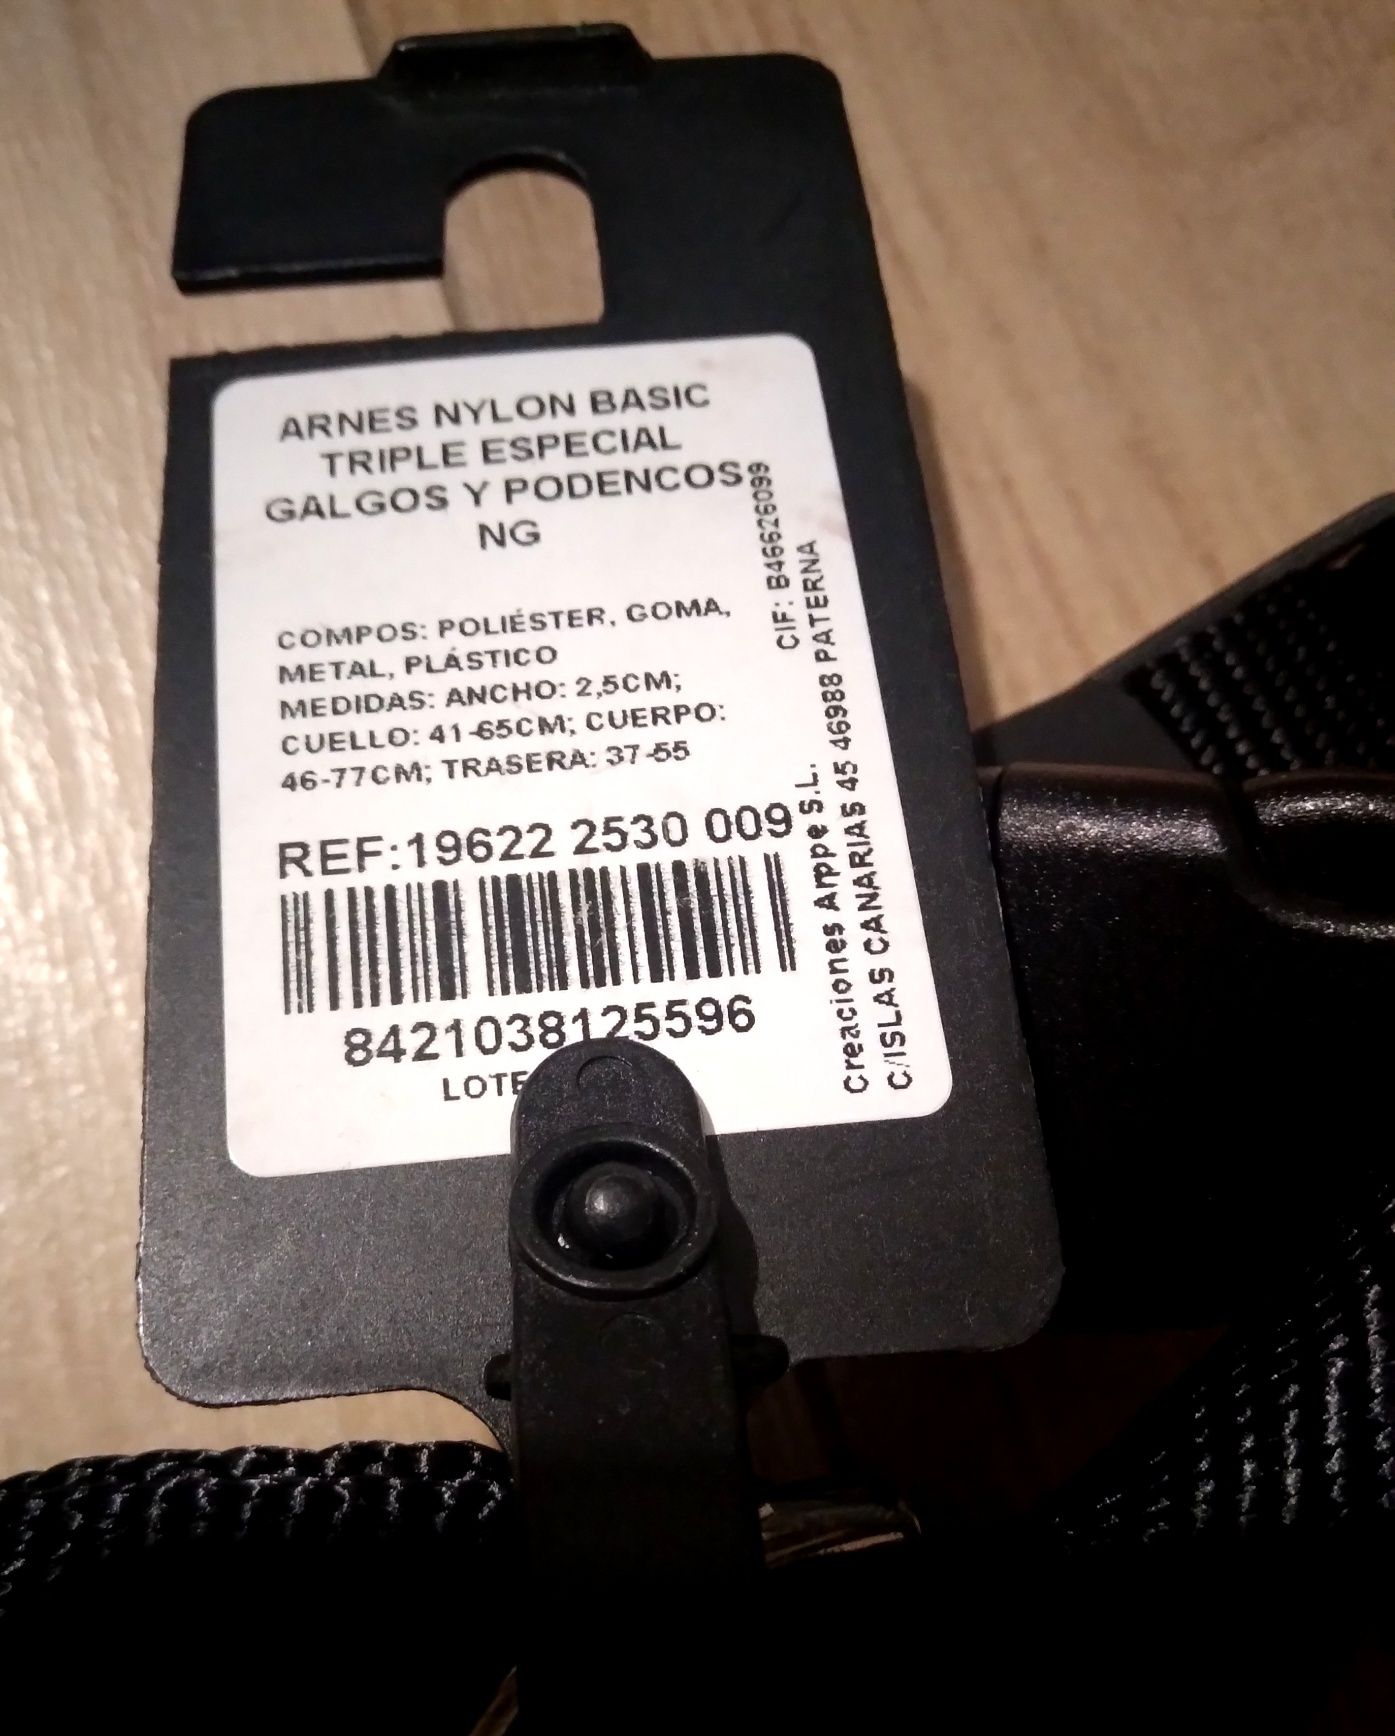 ARNES NYLON BASIC
TRIPLE ESPECIAL
GALGOS Y PODENCOS
NG
COMPOS: POLIÉSTER, GOMA,
METAL, PLÁSTICO
MEDIDAS: ANCHO: 2,5CM;
CUELLO: 41-65CM; CUERPO:
46-77CM; TRASERA: 37-55
REF:19622 2530 009
8421038125596
LOTE
Creaciones Arppe S.L. CIF: B46626099
C/ISLAS CANARIAS 45 46988 PATERNA